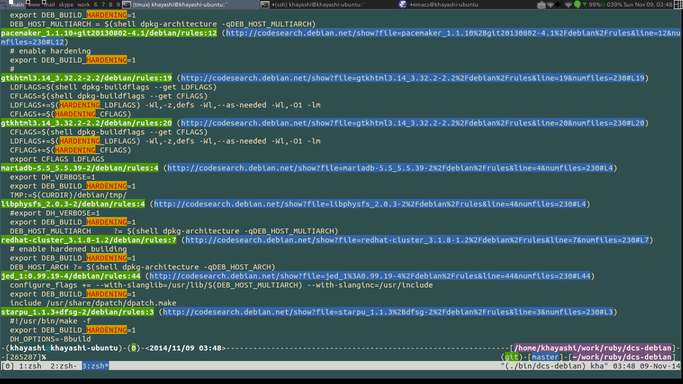 main www mail skype work 6 7 8 9 (tmux) khayashi@khayashi-ubuntu:~ +(ssh) khayashi@khayashi-ubuntu:~ +emacs@khayashi-ubuntu 99% 039% Sun Nov 09, 03:48
export DEB_BUILD_HARDENING=1
DEB_HOST_MULTIARCH = $(shell dpkg-architecture -qDEB_HOST_MULTIARCH)
pacemaker_1.1.10+git20130802-4.1/debian/rules:12 (http://codesearch.debian.net/show?file=pacemaker_1.1.10%2Bgit20130802-4.1%2Fdebian%2Frules&line=12&nu
mfiles=230#L12)
# enable hardening
export DEB_BUILD_HARDENING=1
#
gtkhtml3.14_3.32.2-2.2/debian/rules:19 (http://codesearch.debian.net/show?file=gtkhtml3.14_3.32.2-2.2%2Fdebian%2Frules&line=19&numfiles=230#L19)
LDFLAGS=$(shell dpkg-buildflags --get LDFLAGS)
CFLAGS=$(shell dpkg-buildflags --get CFLAGS)
LDFLAGS+=$(HARDENING_LDFLAGS) -Wl,-z,defs -Wl,--as-needed -Wl,-O1 -lm
CFLAGS+=$(HARDENING_CFLAGS)
gtkhtml3.14_3.32.2-2.2/debian/rules:20 (http://codesearch.debian.net/show?file=gtkhtml3.14_3.32.2-2.2%2Fdebian%2Frules&line=20&numfiles=230#L20)
CFLAGS=$(shell dpkg-buildflags --get CFLAGS)
LDFLAGS+=$(HARDENING_LDFLAGS) -Wl,-z,defs -Wl,--as-needed -Wl,-O1 -lm
CFLAGS+=$(HARDENING_CFLAGS)
export CFLAGS LDFLAGS
mariadb-5.5_5.5.39-2/debian/rules:4 (http://codesearch.debian.net/show?file=mariadb-5.5_5.5.39-2%2Fdebian%2Frules&line=4&numfiles=230#L4)
export DH_VERBOSE=1
export DEB_BUILD_HARDENING=1
TMP:=$(CURDIR)/debian/tmp/
libphysfs_2.0.3-2/debian/rules:4 (http://codesearch.debian.net/show?file=libphysfs_2.0.3-2%2Fdebian%2Frules&line=4&numfiles=230#L4)
#export DH_VERBOSE=1
export DEB_BUILD_HARDENING=1
DEB_HOST_MULTIARCH ?= $(shell dpkg-architecture -qDEB_HOST_MULTIARCH)
redhat-cluster_3.1.8-1.2/debian/rules:7 (http://codesearch.debian.net/show?file=redhat-cluster_3.1.8-1.2%2Fdebian%2Frules&line=7&numfiles=230#L7)
# enable hardened building
export DEB_BUILD_HARDENING=1
DEB_HOST_ARCH ?= $(shell dpkg-architecture -qDEB_HOST_ARCH)
jed_1:0.99.19-4/debian/rules:44 (http://codesearch.debian.net/show?file=jed_1%3A0.99.19-4%2Fdebian%2Frules&line=44&numfiles=230#L44)
configure_flags += --with-slanglib=/usr/lib/$(DEB_HOST_MULTIARCH) --with-slanginc=/usr/include
export DEB_BUILD_HARDENING=1
include /usr/share/dpatch/dpatch.make
starpu_1.1.3+dfsg-2/debian/rules:3 (http://codesearch.debian.net/show?file=starpu_1.1.3%2Bdfsg-2%2Fdebian%2Frules&line=3&numfiles=230#L3)
#!/usr/bin/make -f
export DEB_BUILD_HARDENING=1
DH_OPTIONS=-Bbuild
-(khayashi khayashi-ubuntu)-(0)-<2014/11/09 03:48>-----[/home/khayashi/work/ruby/dcs-debian]-
-[265287]% (git)-[master]-[~/work/ruby/dcs-debian]-
[0] 1:zsh 2:zsh- 3:zsh* "(./bin/dcs-debian) kha" 03:48 09-Nov-14